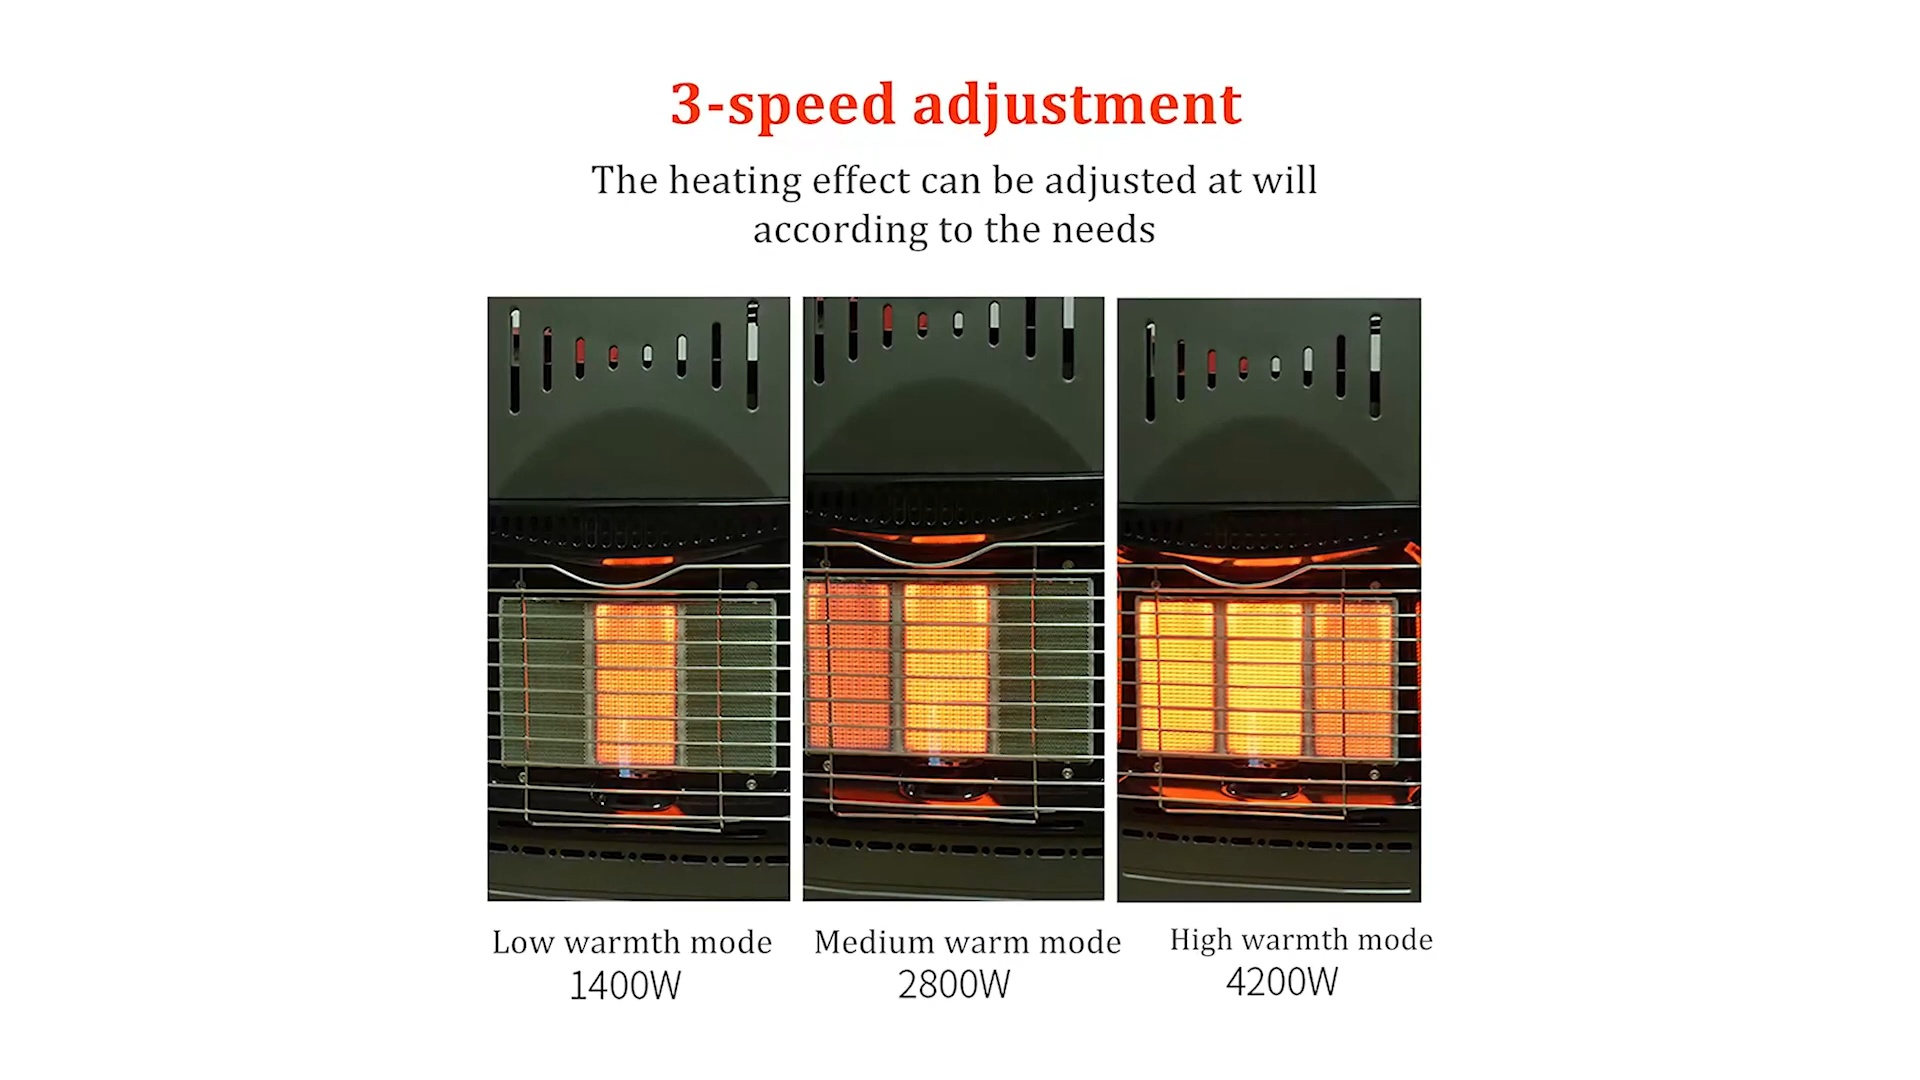 3-speed adjustment
The heating effect can be adjusted at will
according to the needs
Low warmth mode
1400W
Medium warm mode
2800W
High warmth mode
4200W